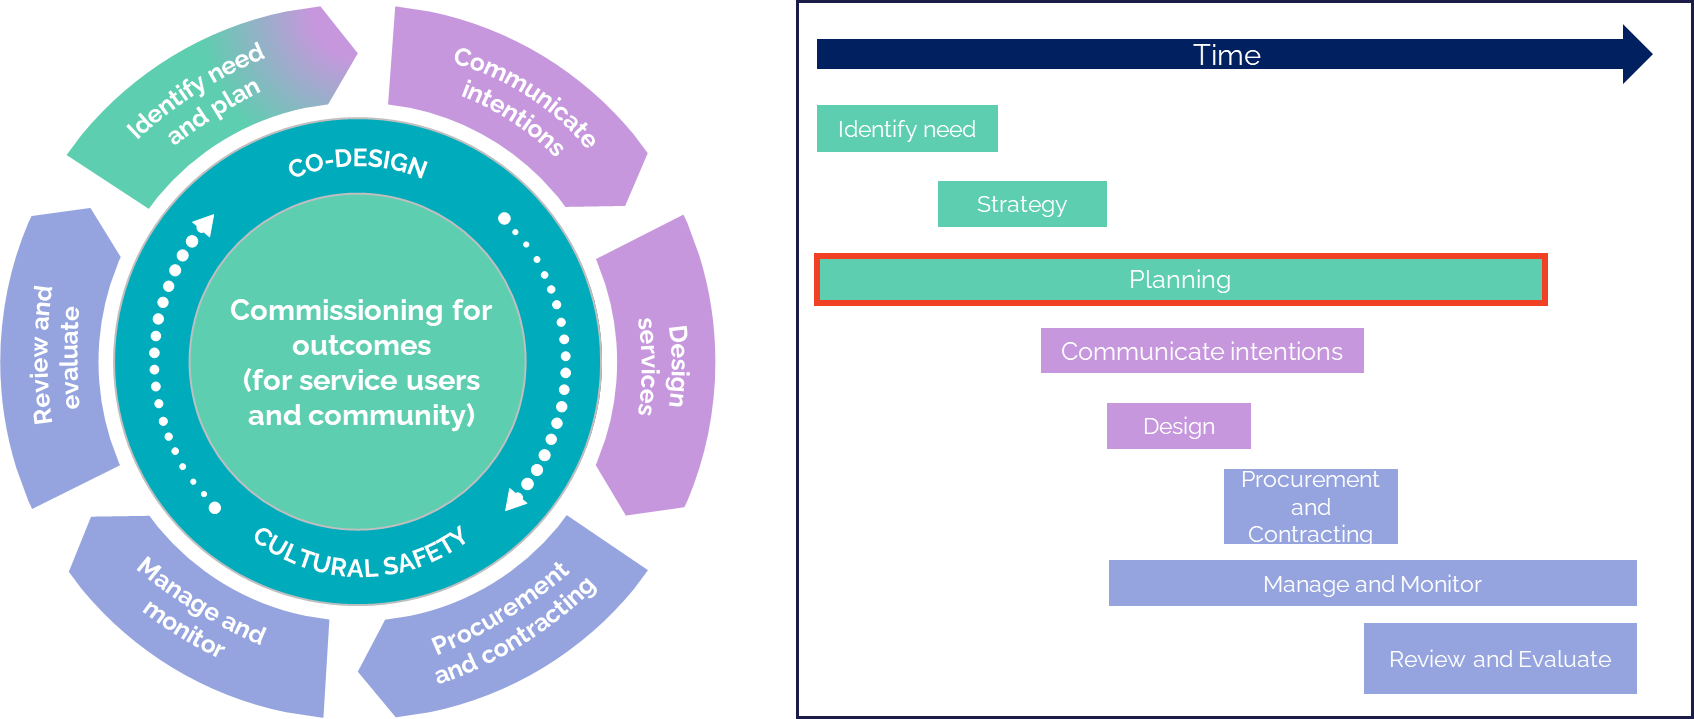 Identify need
and plan
Communicate
intentions
Design
services
Procurement
and contracting
Manage and
monitor
Review and
evaluate
CO-DESIGN
CULTURAL SAFETY
Commissioning for
outcomes
(for service users
and community)
Time
Identify need
Strategy
Planning
Communicate intentions
Design
Procurement
and
Contracting
Manage and Monitor
Review and Evaluate